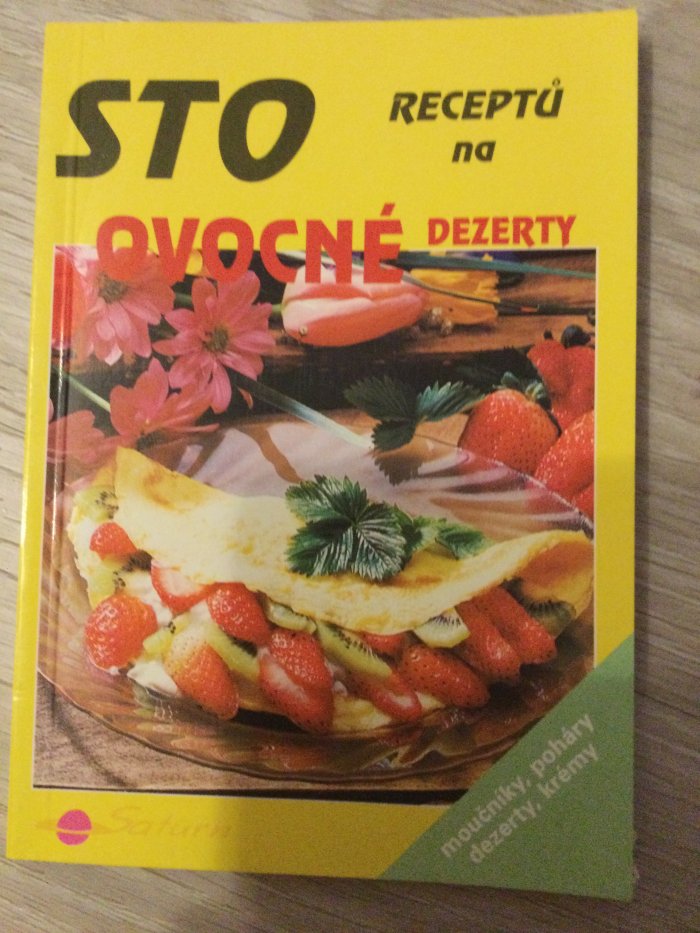 STO
RECEPTŮ
na
OVOCNÉ DEZERTY
moučníky, poháry
dezerty, krémy
Saturn